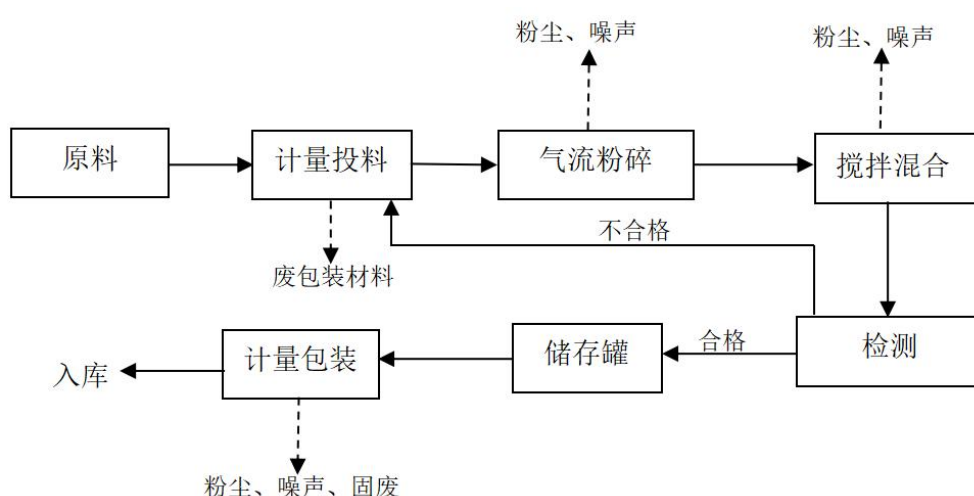 粉尘、噪声
粉尘、噪声
原料
计量投料
气流粉碎
搅拌混合
不合格
废包装材料
入库
计量包装
储存罐
合格
检测
粉尘、噪声、固废